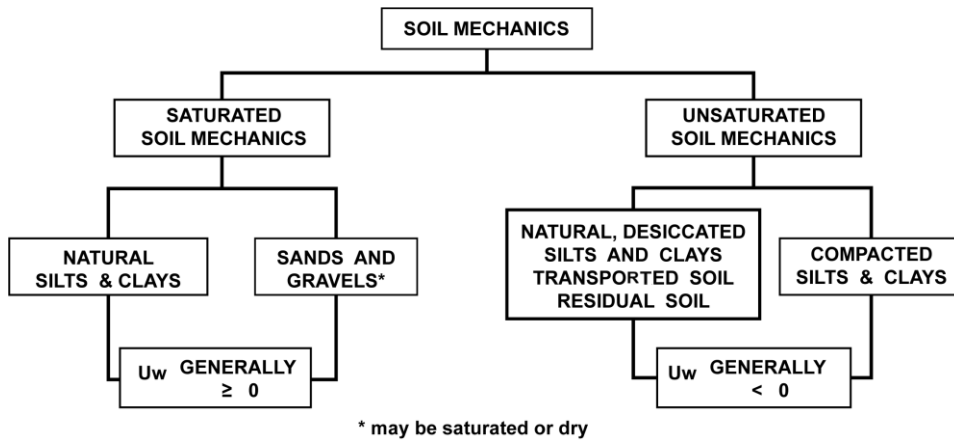 SOIL MECHANICS
SATURATED
SOIL MECHANICS
UNSATURATED
SOIL MECHANICS
NATURAL
SILTS & CLAYS
SANDS AND
GRAVELS*
NATURAL, DESICCATED
SILTS AND CLAYS
TRANSPORTED SOIL
RESIDUAL SOIL
COMPACTED
SILTS & CLAYS
Uw GENERALLY
≥ 0
Uw GENERALLY
< 0
* may be saturated or dry